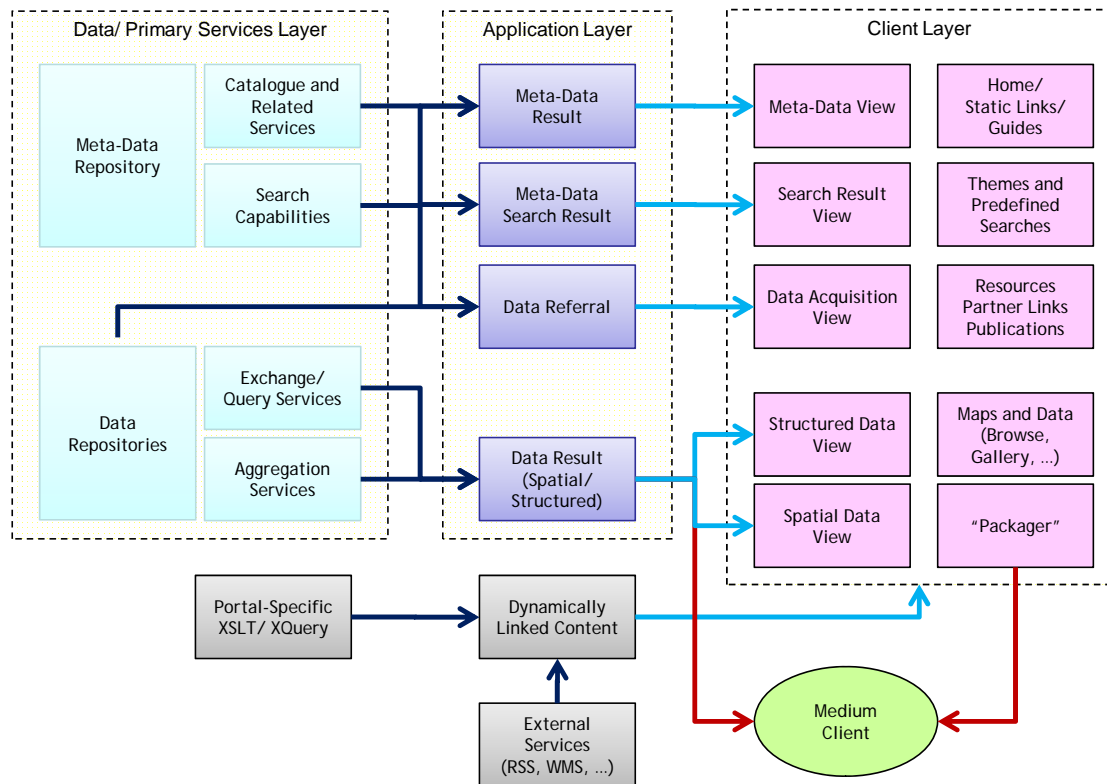 Data/ Primary Services Layer
Application Layer
Client Layer
Meta-Data
Repository
Catalogue and
Related
Services
Search
Capabilities
Meta-Data
Result
Meta-Data
Search Result
Data Referral
Meta-Data View
Home/
Static Links/
Guides
Search Result
View
Themes and
Predefined
Searches
Data Acquisition
View
Resources
Partner Links
Publications
Data
Repositories
Exchange/
Query Services
Aggregation
Services
Data Result
(Spatial/
Structured)
Structured Data
View
Maps and Data
(Browse,
Gallery, …)
Spatial Data
View
“Packager”
Portal-Specific
XSLT/ XQuery
Dynamically
Linked Content
External
Services
(RSS, WMS, …)
Medium
Client